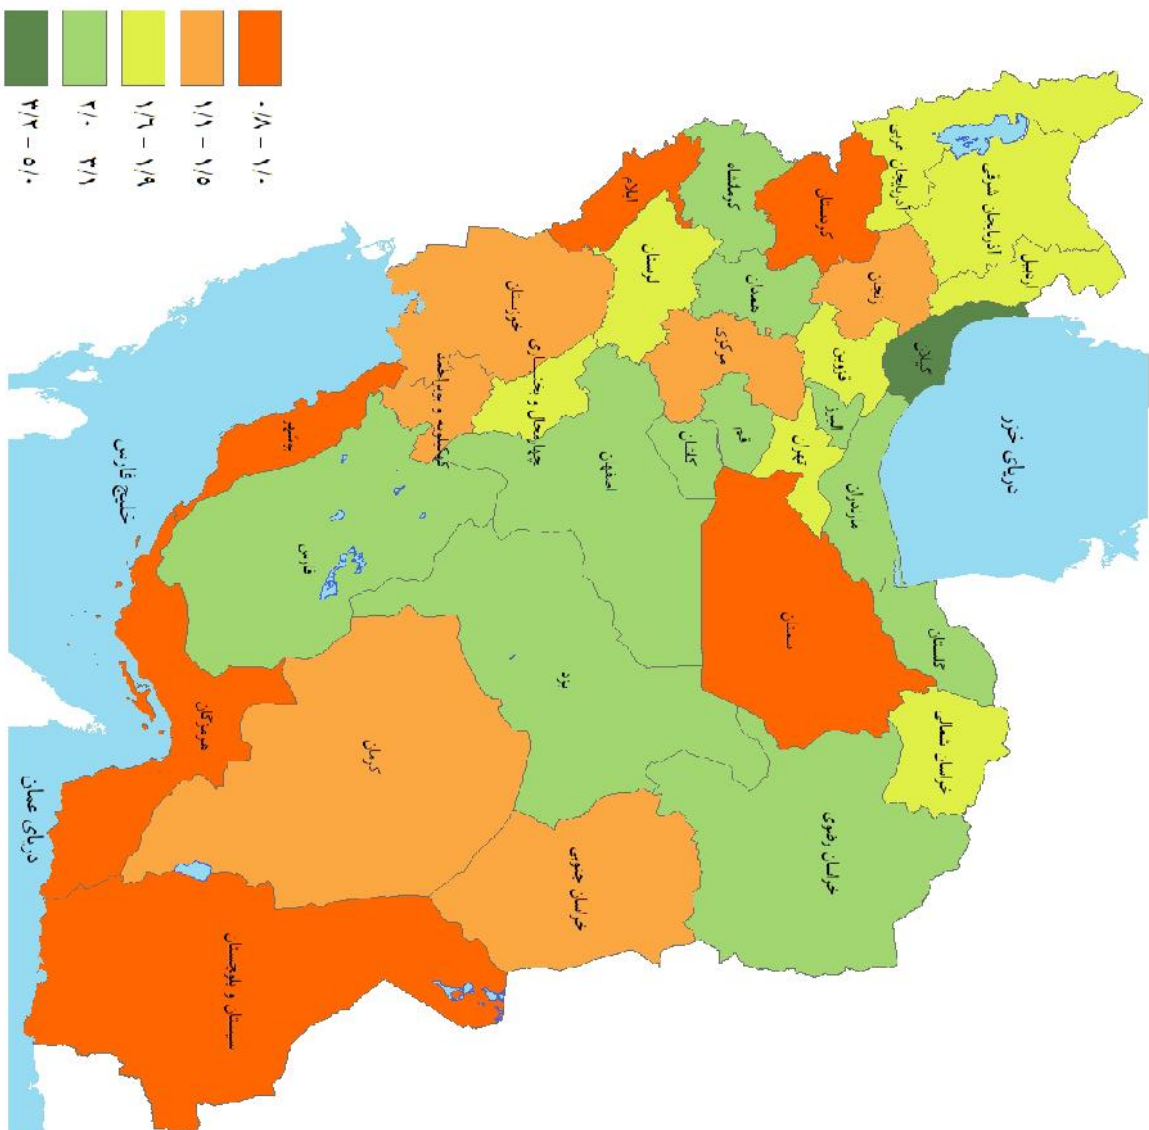 دریای خزر
آذربایجان شرقی
اردبیل
آذربایجان غربی
گیلان
گلستان
خراسان شمالی
مازندران
زنجان
قزوین
البرز
کردستان
تهران
سمنان
خراسان رضوی
همدان
مرکزی
قم
کرمانشاه
کاشان
لرستان
ایلام
اصفهان
یزد
خراسان جنوبی
چهارمحال و بختیاری
خوزستان
کهگیلویه و بویراحمد
کرمان
فارس
بوشهر
هرمزگان
سیستان و بلوچستان
خلیج فارس
دریای عمان
۰/۸ - ۱/۰
۱/۱ - ۱/۵
۱/۶ - ۱/۹
۲/۰ ۳/۱
۳/۲ - ۵/۰